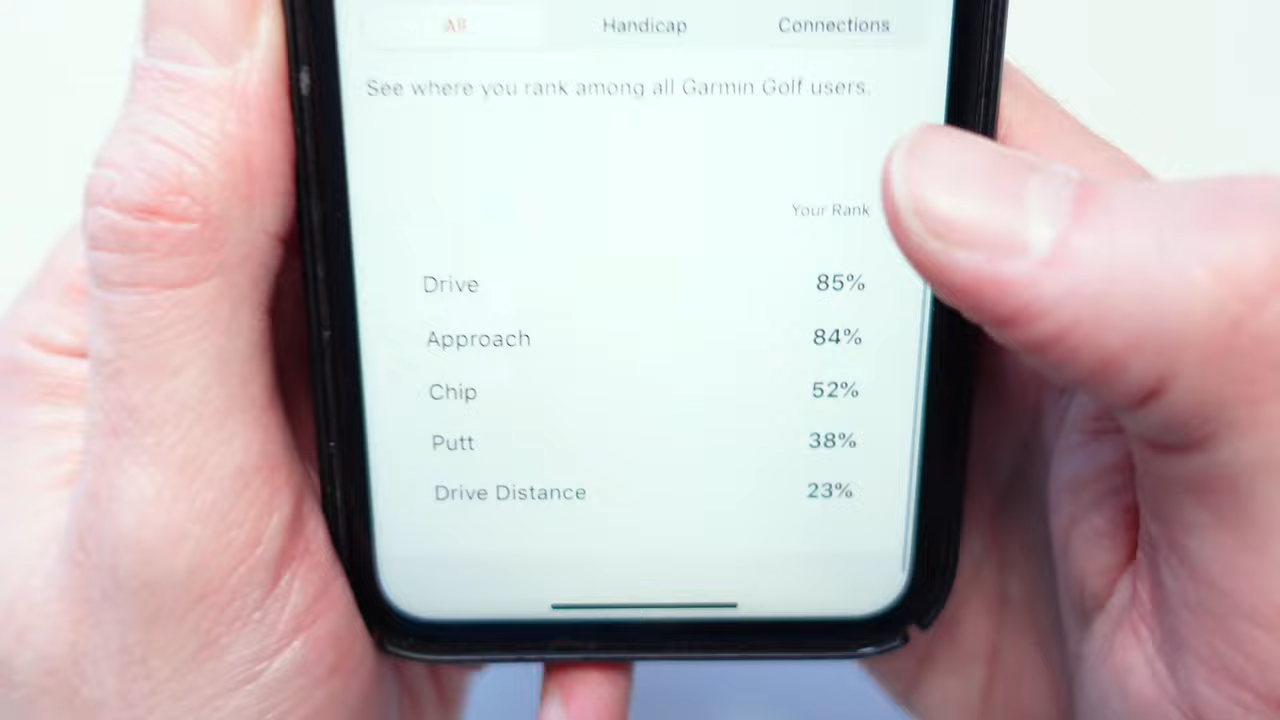 All Handicap Connections
See where you rank among all Garmin Golf users.
Your Rank
Drive 85%
Approach 84%
Chip 52%
Putt 38%
Drive Distance 23%